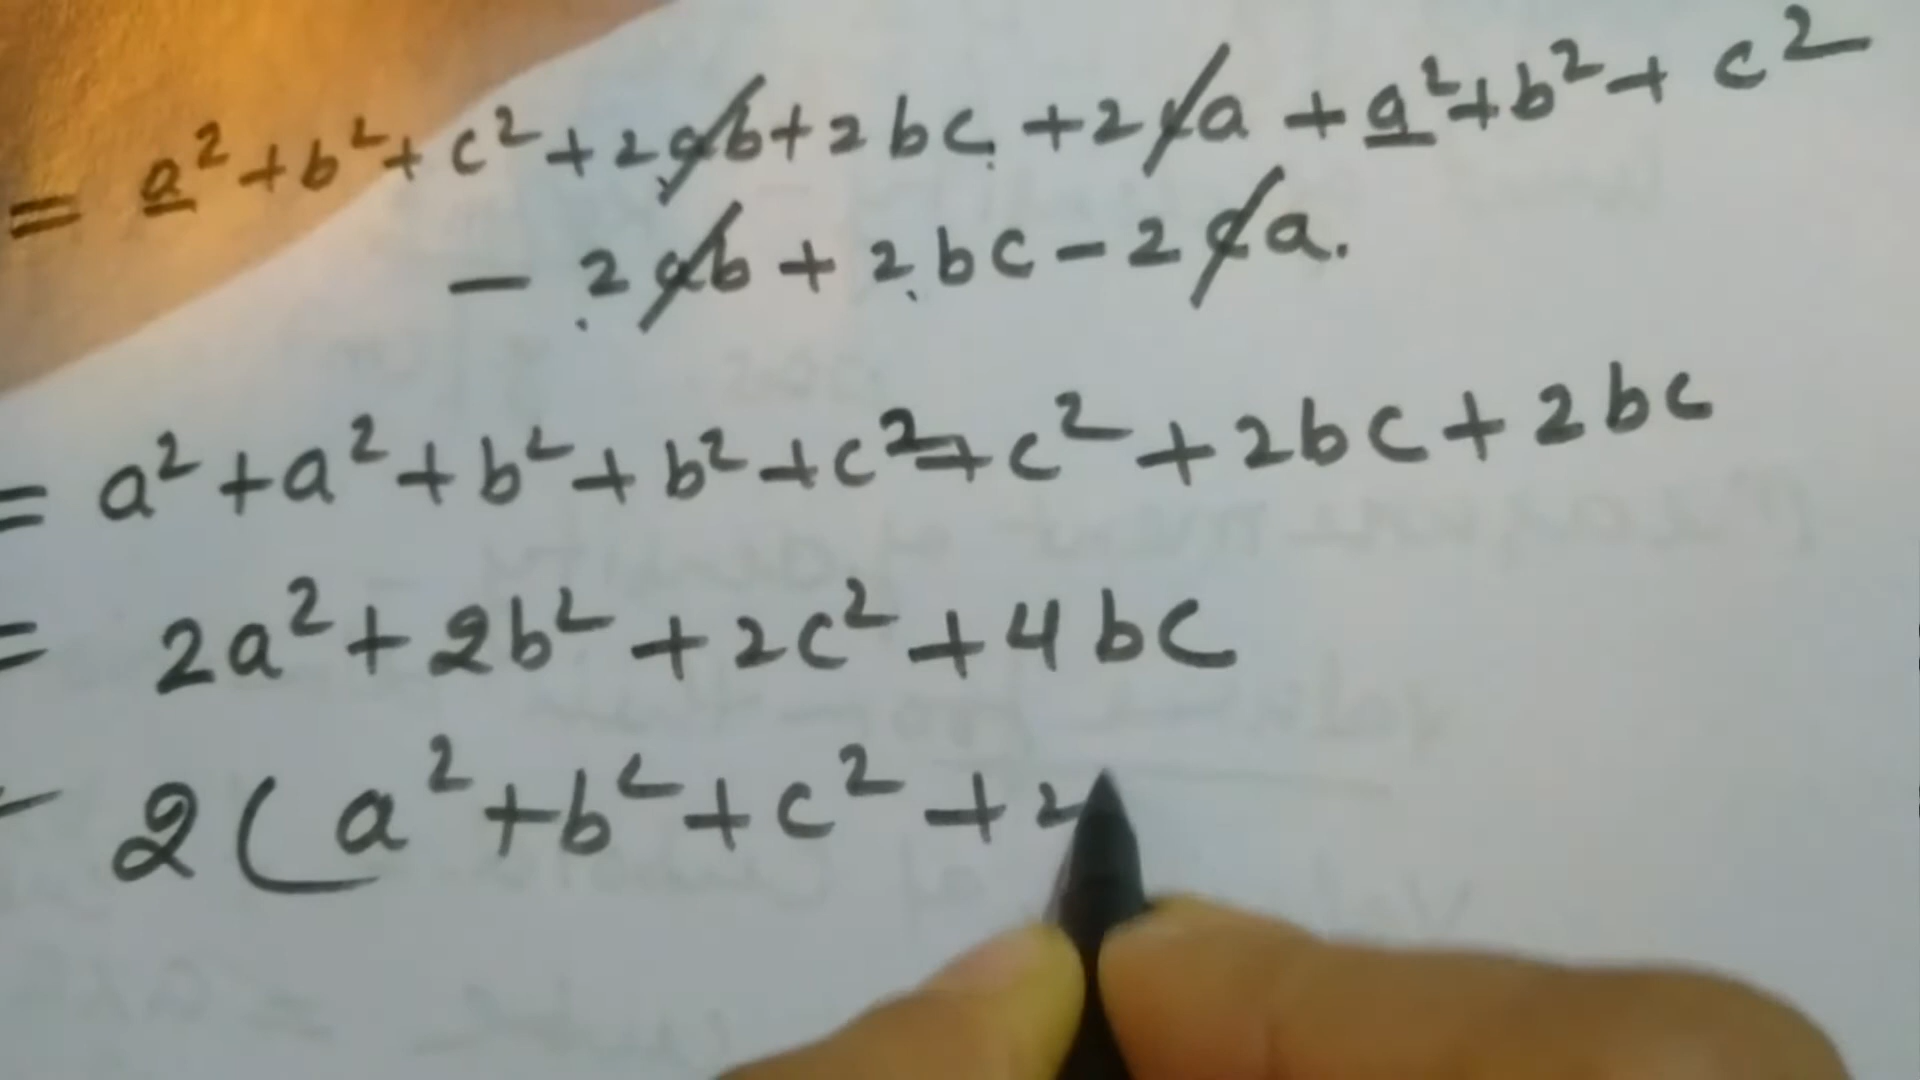 = a² + b² + c² + 2ab + 2bc + 2ca + a² + b² + c²
- 2ab + 2bc - 2ca.
= a² + a² + b² + b² + c² + c² + 2bc + 2bc
= 2a² + 2b² + 2c² + 4bc
2(a² + b² + c² + 2